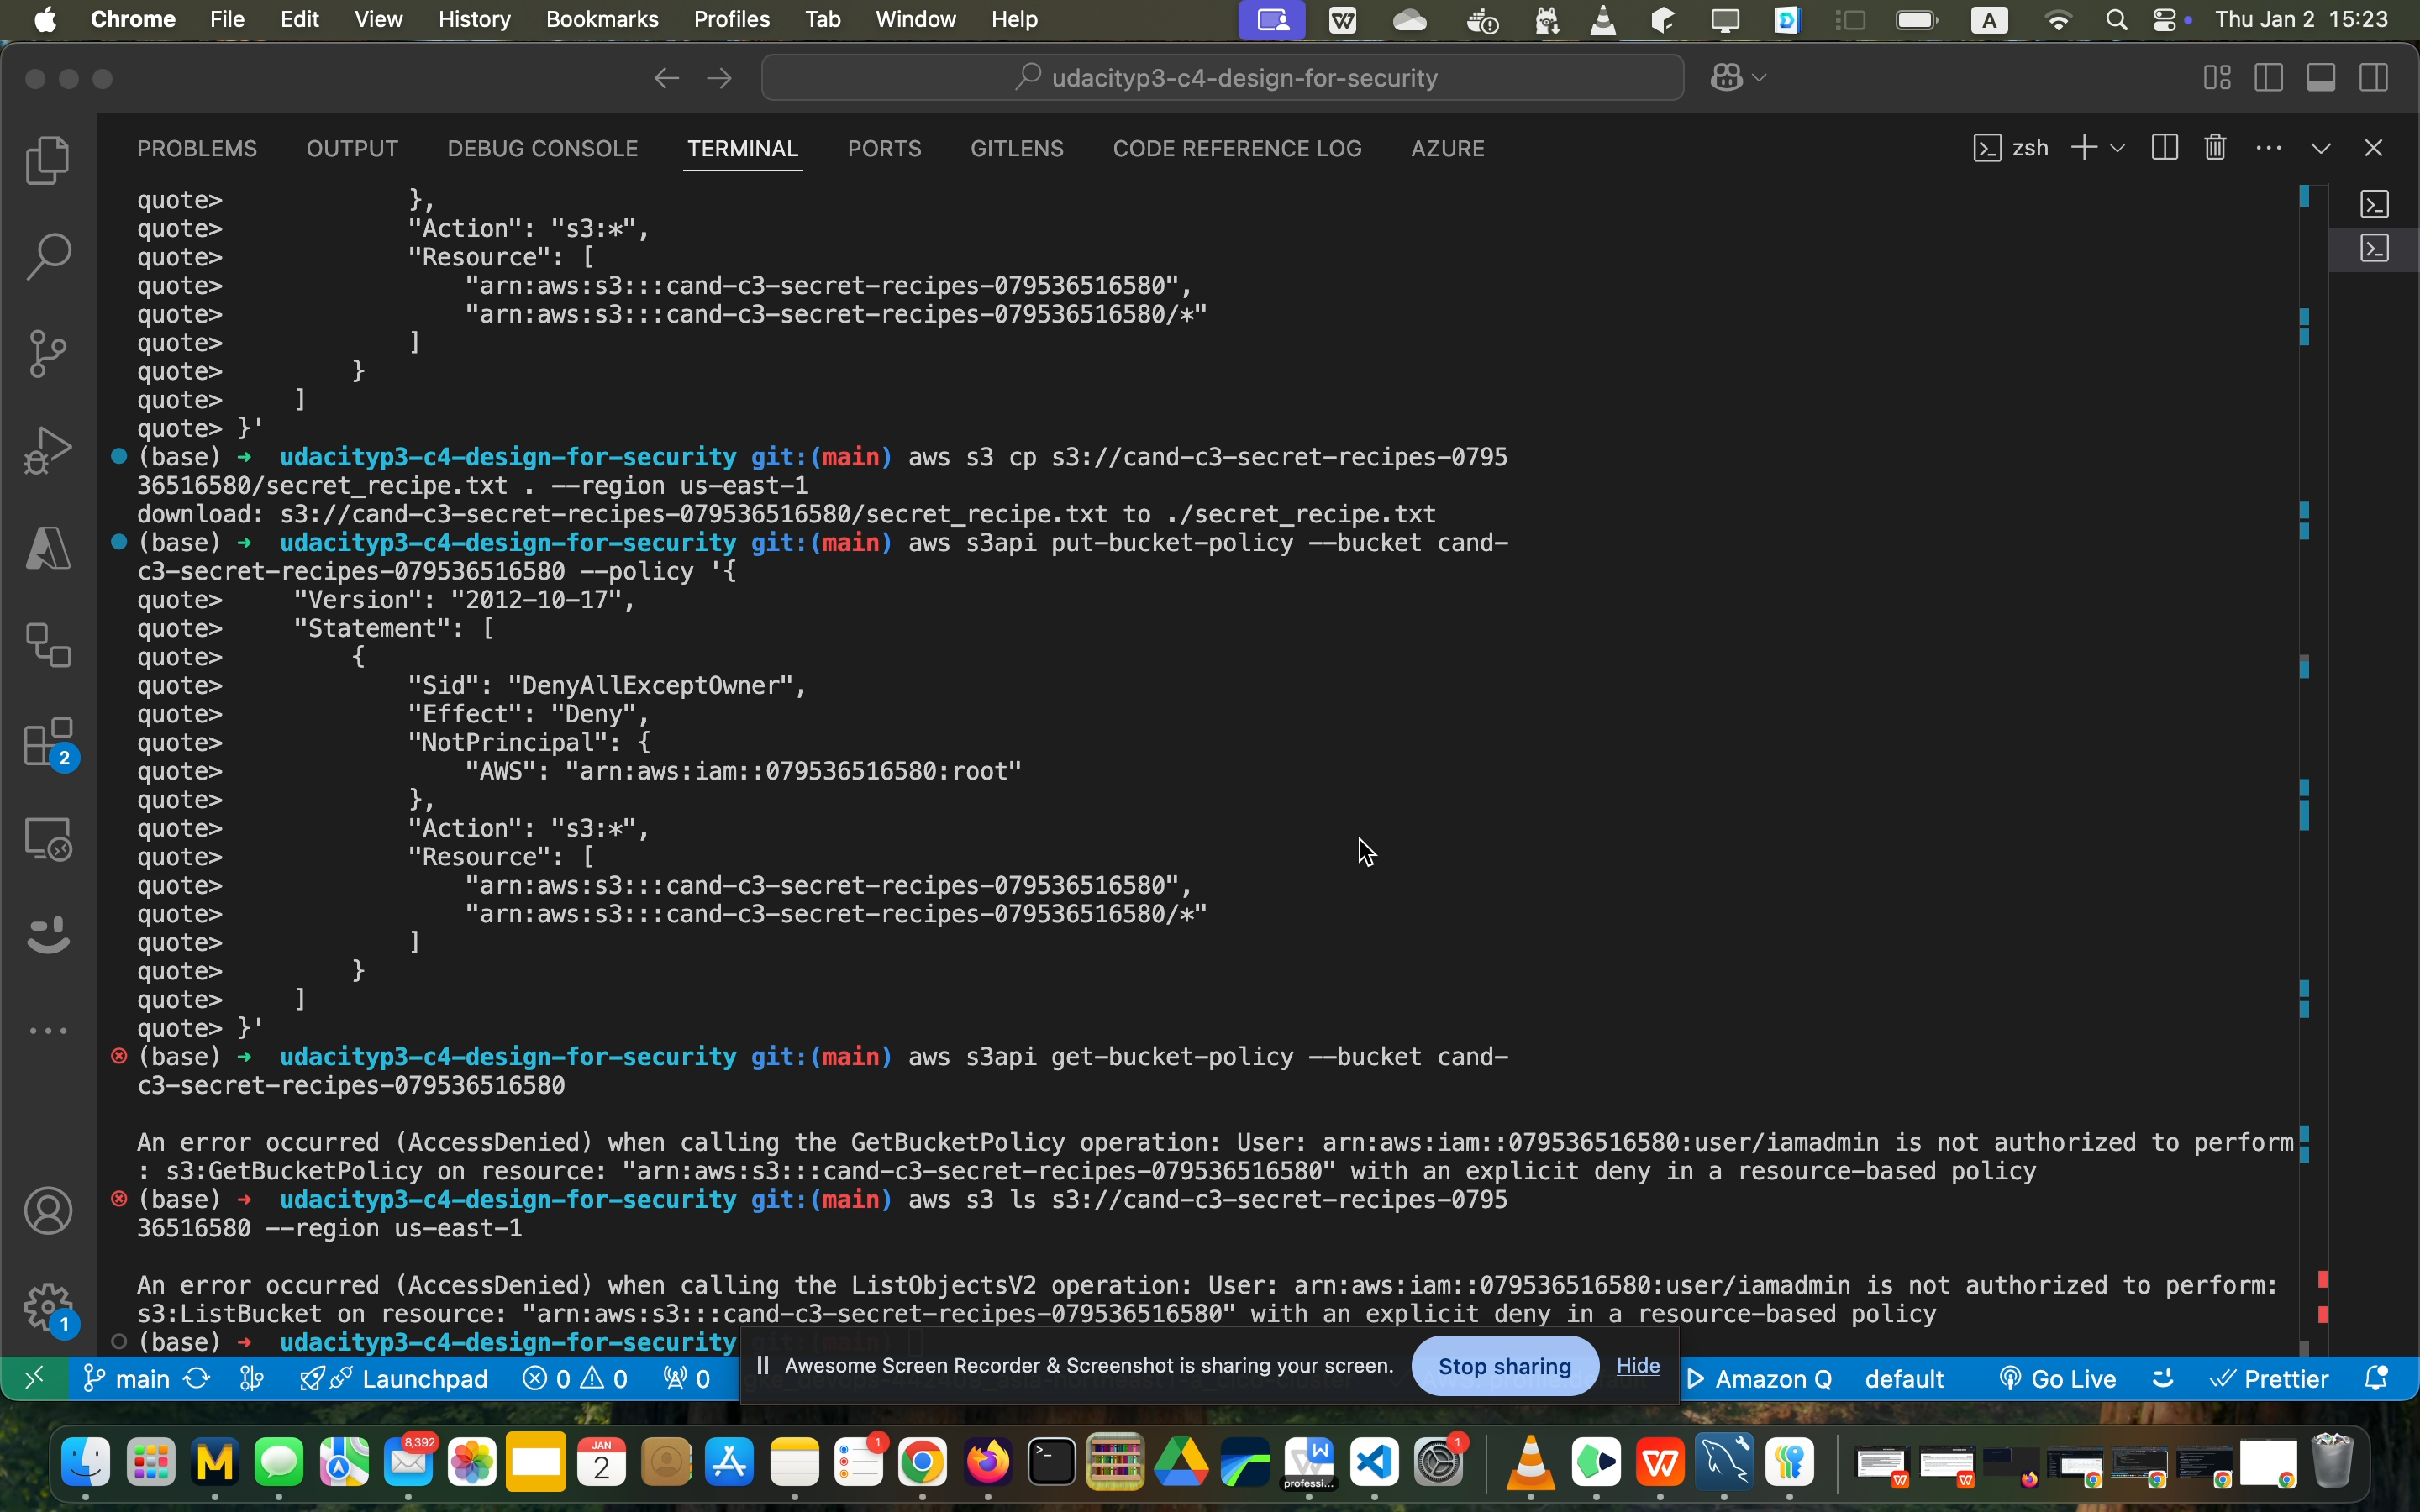 Chrome File Edit View History Bookmarks Profiles Tab Window Help A Thu Jan 2 15:23
udacityp3-c4-design-for-security
PROBLEMS OUTPUT DEBUG CONSOLE TERMINAL PORTS GITLENS CODE REFERENCE LOG AZURE zsh
quote>             },
quote>             "Action": "s3:*",
quote>             "Resource": [
quote>                 "arn:aws:s3:::cand-c3-secret-recipes-079536516580",
quote>                 "arn:aws:s3:::cand-c3-secret-recipes-079536516580/*"
quote>             ]
quote>         }
quote>     ]
quote> }'
(base) ➜  udacityp3-c4-design-for-security git:(main) aws s3 cp s3://cand-c3-secret-recipes-0795
36516580/secret_recipe.txt . --region us-east-1
download: s3://cand-c3-secret-recipes-079536516580/secret_recipe.txt to ./secret_recipe.txt
(base) ➜  udacityp3-c4-design-for-security git:(main) aws s3api put-bucket-policy --bucket cand-
c3-secret-recipes-079536516580 --policy '{
quote>     "Version": "2012-10-17",
quote>     "Statement": [
quote>         {
quote>             "Sid": "DenyAllExceptOwner",
quote>             "Effect": "Deny",
quote>             "NotPrincipal": {
quote>                 "AWS": "arn:aws:iam::079536516580:root"
quote>             },
quote>             "Action": "s3:*",
quote>             "Resource": [
quote>                 "arn:aws:s3:::cand-c3-secret-recipes-079536516580",
quote>                 "arn:aws:s3:::cand-c3-secret-recipes-079536516580/*"
quote>             ]
quote>         }
quote>     ]
quote> }'
(base) ➜  udacityp3-c4-design-for-security git:(main) aws s3api get-bucket-policy --bucket cand-
c3-secret-recipes-079536516580
An error occurred (AccessDenied) when calling the GetBucketPolicy operation: User: arn:aws:iam::079536516580:user/iamadmin is not authorized to perform
: s3:GetBucketPolicy on resource: "arn:aws:s3:::cand-c3-secret-recipes-079536516580" with an explicit deny in a resource-based policy
(base) ➜  udacityp3-c4-design-for-security git:(main) aws s3 ls s3://cand-c3-secret-recipes-0795
36516580 --region us-east-1
An error occurred (AccessDenied) when calling the ListObjectsV2 operation: User: arn:aws:iam::079536516580:user/iamadmin is not authorized to perform:
s3:ListBucket on resource: "arn:aws:s3:::cand-c3-secret-recipes-079536516580" with an explicit deny in a resource-based policy
(base) ➜  udacityp3-c4-design-for-security git:(main)
Awesome Screen Recorder & Screenshot is sharing your screen. Stop sharing Hide
main Launchpad 0 0 0 Amazon Q default Go Live Prettier
2
1
8,392 JAN 2 1 professi... 1